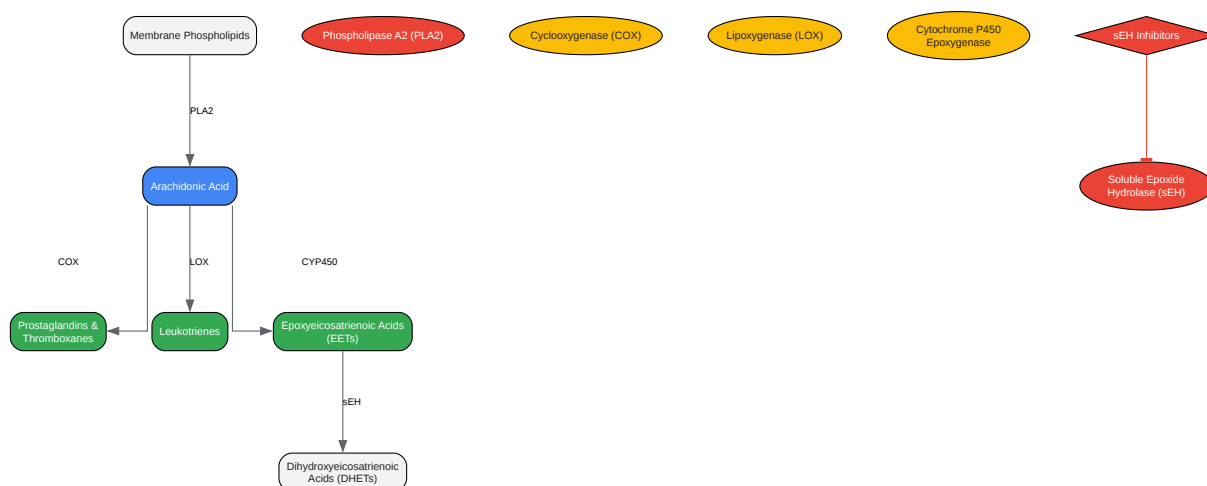 Membrane Phospholipids
Phospholipase A2 (PLA2)
Cyclooxygenase (COX)
Lipoxygenase (LOX)
Cytochrome P450
Epoxygenase
sEH Inhibitors
PLA2
Arachidonic Acid
Soluble Epoxide
Hydrolase (sEH)
COX
LOX
CYP450
Prostaglandins &
Thromboxanes
Leukotrienes
Epoxyeicosatrienoic Acids
(EETs)
sEH
Dihydroxyeicosatrienoic
Acids (DHETs)